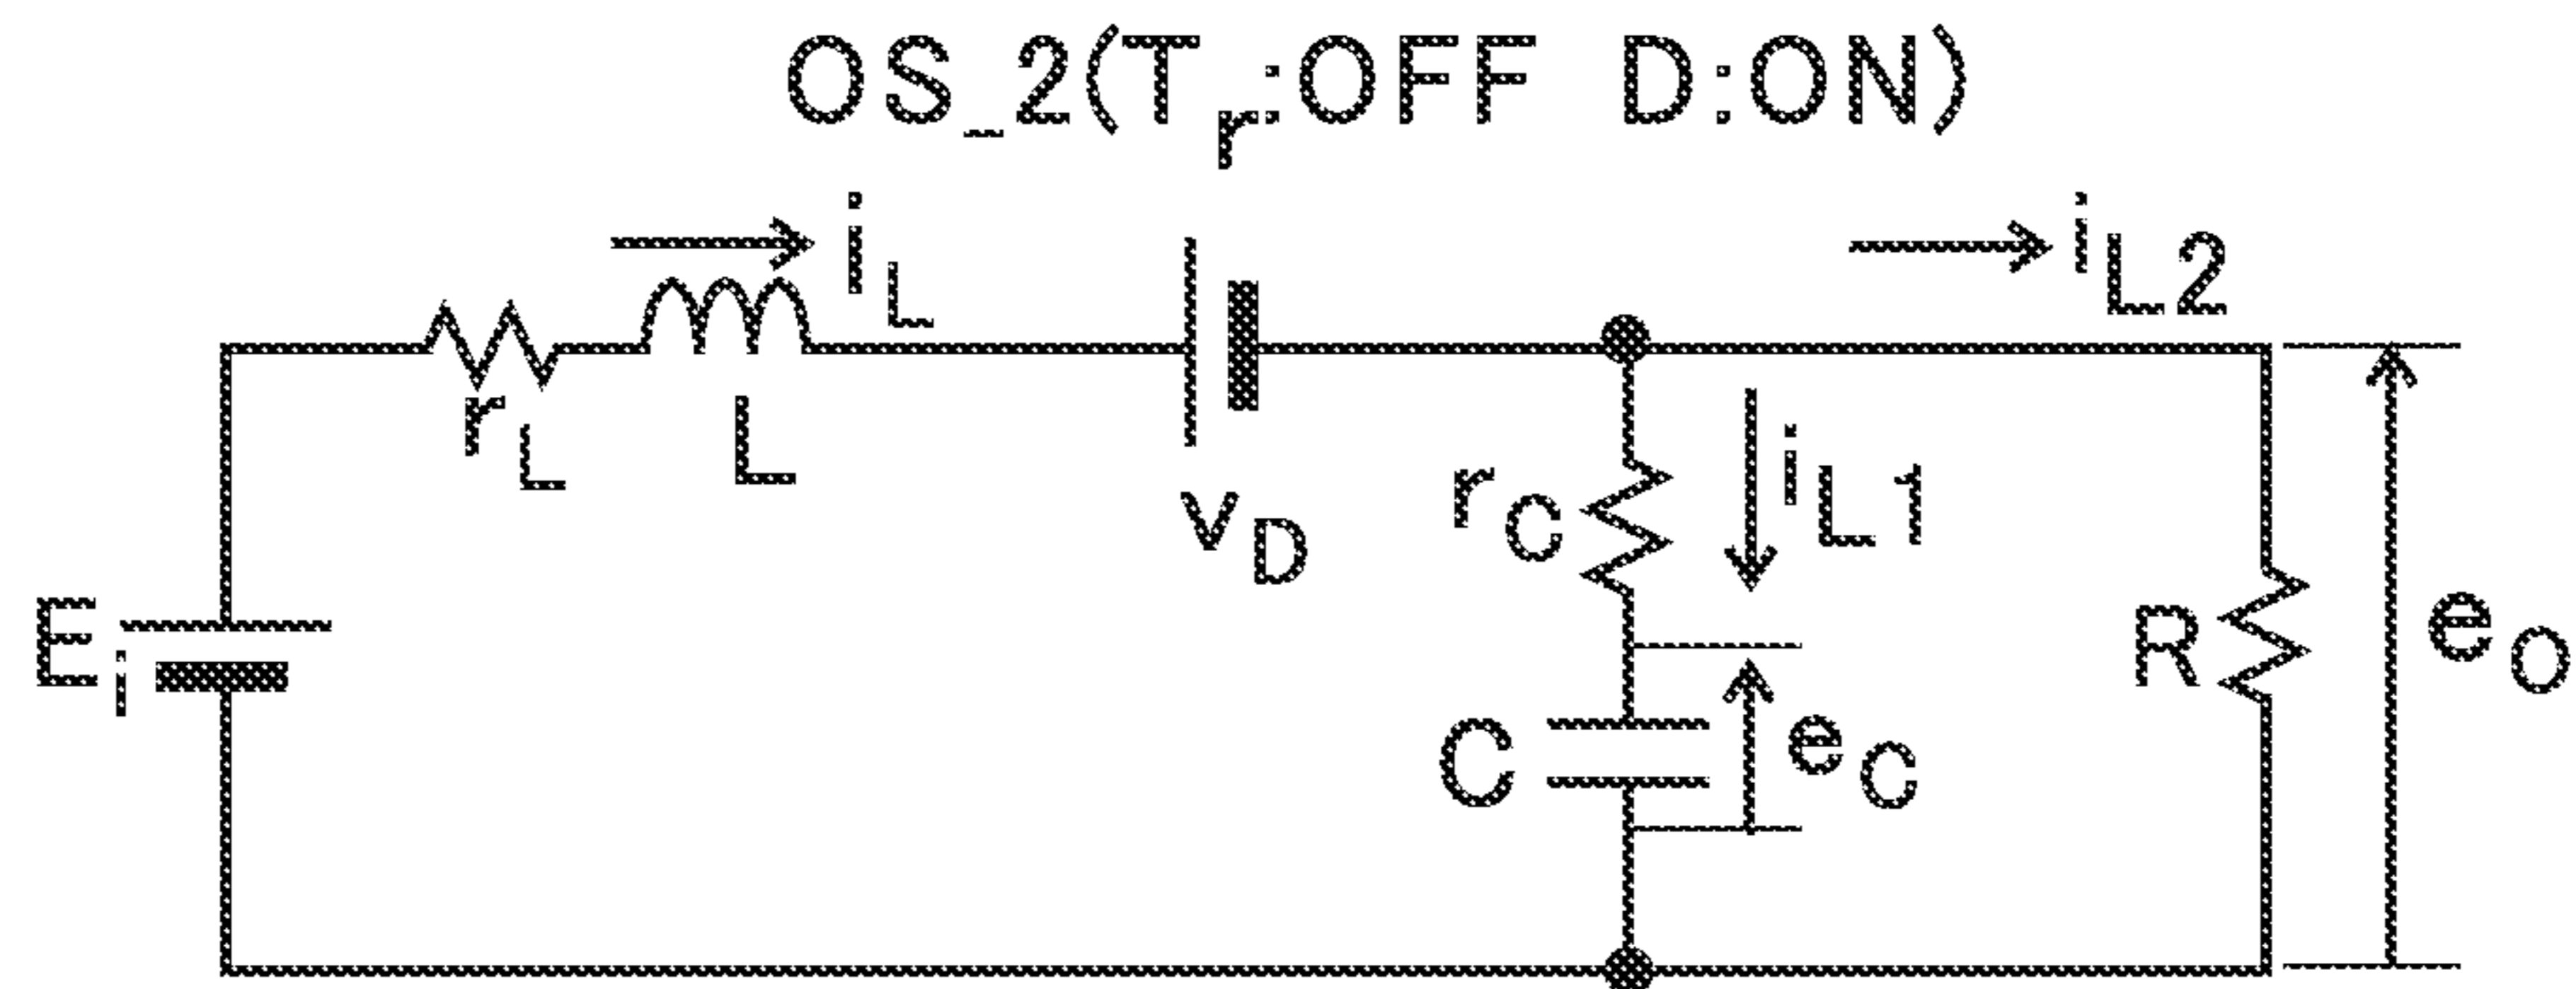 OS_2(Tr:OFF D:ON)
iL
iL2
rL
L
vD
rC
iL1
Ei
C
eC
R
eO